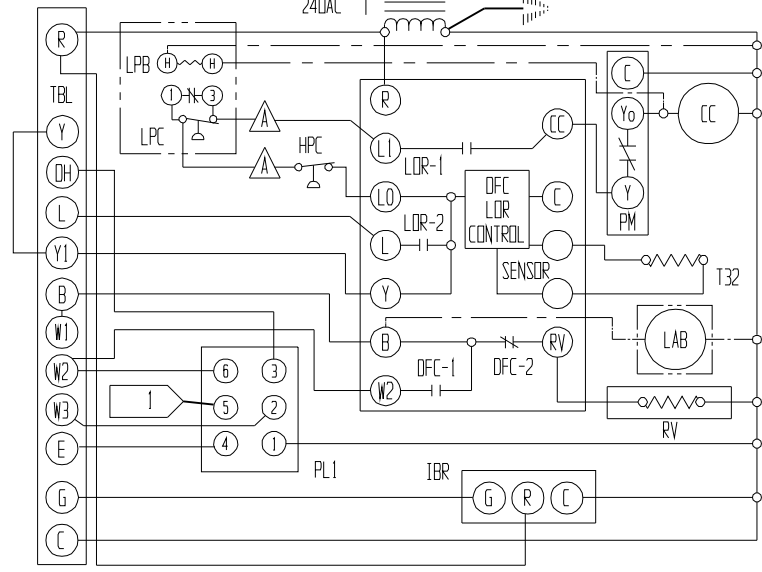 240AC
R
LPB
H
H
C
TBL
1
3
R
Yo
CC
Y
A
CC
LPC
HPC
L1
LOR-1
OH
A
DFC
LOR
CONTROL
LO
C
Y
L
LOR-2
PM
Y1
L
SENSOR
T32
B
Y
W1
B
DFC-1
DFC-2
RV
LAB
W2
6
3
W2
W3
1
5
2
RV
E
4
1
PL1
IBR
G
G
R
C
C